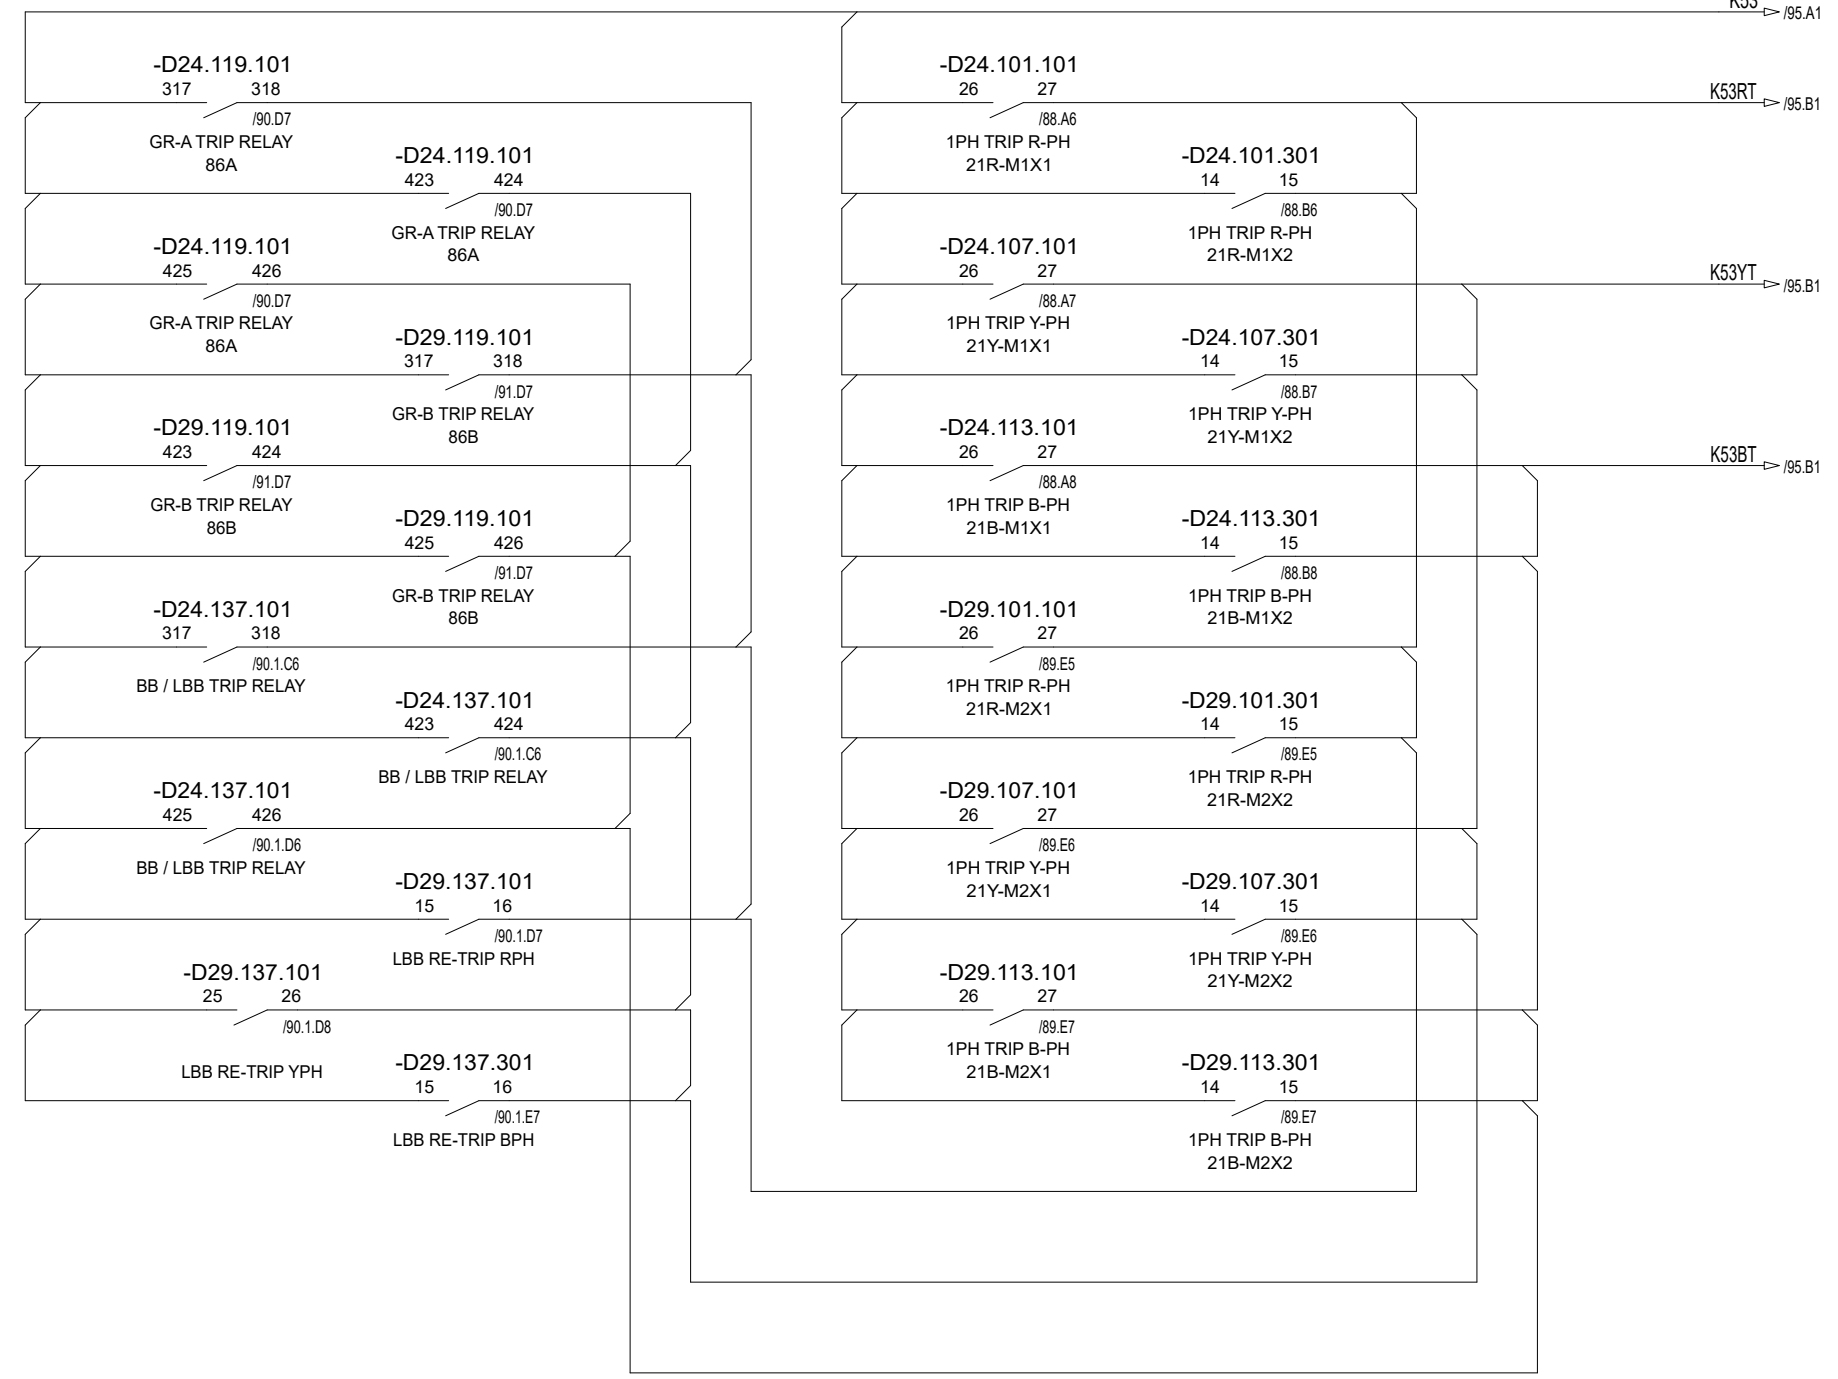 K53
/95.A1
-D24.119.101
317 318
/90.D7
GR-A TRIP RELAY
86A
-D24.119.101
423 424
/90.D7
GR-A TRIP RELAY
86A
-D24.119.101
425 426
/90.D7
GR-A TRIP RELAY
86A
-D29.119.101
317 318
/91.D7
GR-B TRIP RELAY
86B
-D29.119.101
423 424
/91.D7
GR-B TRIP RELAY
86B
-D29.119.101
425 426
/91.D7
GR-B TRIP RELAY
86B
-D24.137.101
317 318
/90.1.C6
BB / LBB TRIP RELAY
-D24.137.101
423 424
/90.1.C6
BB / LBB TRIP RELAY
-D24.137.101
425 426
/90.1.D6
BB / LBB TRIP RELAY
-D29.137.101
15 16
/90.1.D7
LBB RE-TRIP RPH
-D29.137.101
25 26
/90.1.D8
LBB RE-TRIP YPH
-D29.137.301
15 16
/90.1.E7
LBB RE-TRIP BPH
-D24.101.101
26 27
/88.A6
1PH TRIP R-PH
21R-M1X1
K53RT
/95.B1
-D24.101.301
14 15
/88.B6
1PH TRIP R-PH
21R-M1X2
-D24.107.101
26 27
/88.A7
1PH TRIP Y-PH
21Y-M1X1
K53YT
/95.B1
-D24.107.301
14 15
/88.B7
1PH TRIP Y-PH
21Y-M1X2
-D24.113.101
26 27
/88.A8
1PH TRIP B-PH
21B-M1X1
K53BT
/95.B1
-D24.113.301
14 15
/88.B8
1PH TRIP B-PH
21B-M1X2
-D29.101.101
26 27
/89.E5
1PH TRIP R-PH
21R-M2X1
-D29.101.301
14 15
/89.E5
1PH TRIP R-PH
21R-M2X2
-D29.107.101
26 27
/89.E6
1PH TRIP Y-PH
21Y-M2X1
-D29.107.301
14 15
/89.E6
1PH TRIP Y-PH
21Y-M2X2
-D29.113.101
26 27
/89.E7
1PH TRIP B-PH
21B-M2X1
-D29.113.301
14 15
/89.E7
1PH TRIP B-PH
21B-M2X2